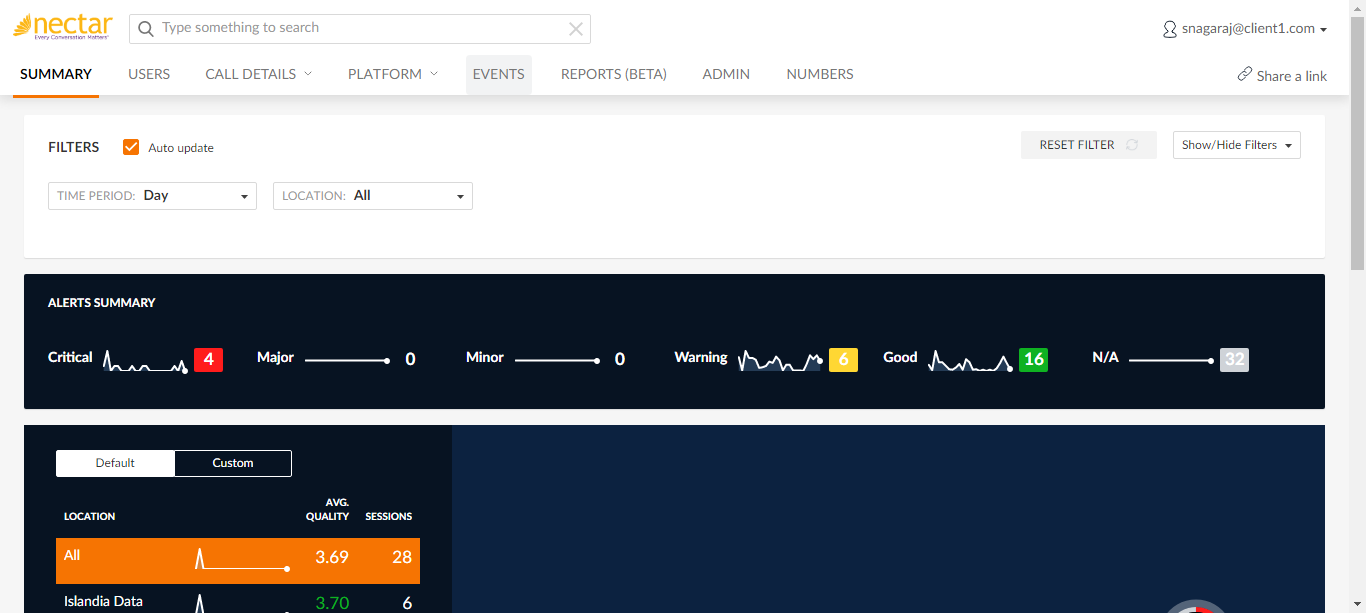 nectar
Every Conversation Matters
Type something to search
snagaraj@client1.com
SUMMARY USERS CALL DETAILS PLATFORM EVENTS REPORTS (BETA) ADMIN NUMBERS Share a link
FILTERS Auto update RESET FILTER Show/Hide Filters
TIME PERIOD: Day LOCATION: All
ALERTS SUMMARY
Critical 4 Major 0 Minor 0 Warning 6 Good 16 N/A 32
Default Custom
LOCATION AVG. QUALITY SESSIONS
All 3.69 28
Islandia Data 3.70 6